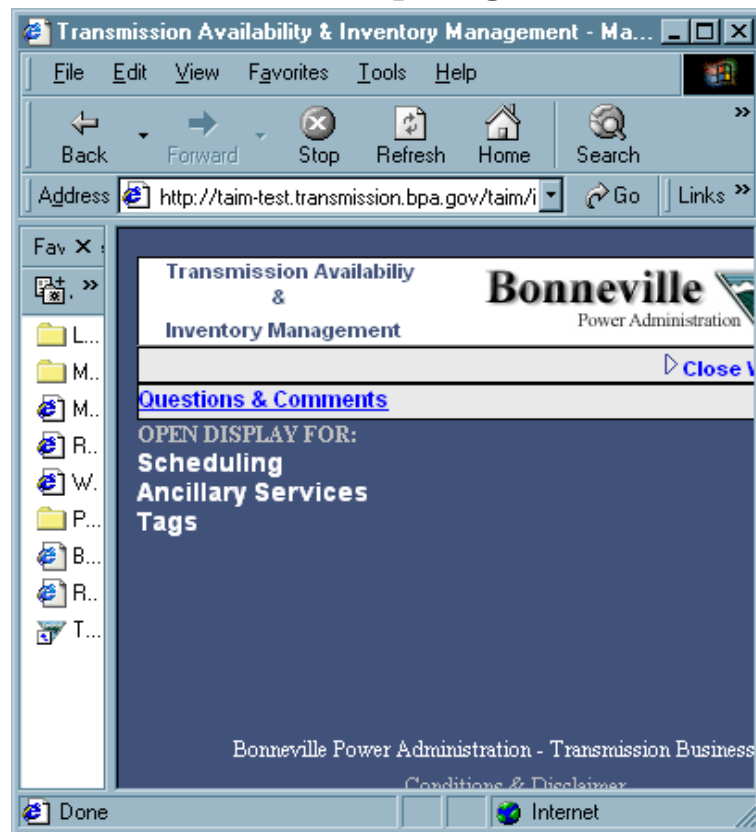 Transmission Availability & Inventory Management - Ma...
File Edit View Favorites Tools Help
Back Forward Stop Refresh Home Search »
Address http://taim-test.transmission.bpa.gov/taim/i Go Links »
Fav
»
L...
M..
M..
R..
W.
P...
B...
R..
T...
Transmission Availabiliy
&
Inventory Management
Bonneville
Power Administration
Close
Questions & Comments
OPEN DISPLAY FOR:
Scheduling
Ancillary Services
Tags
Bonneville Power Administration - Transmission Business
Conditions & Disclaimer
Done Internet